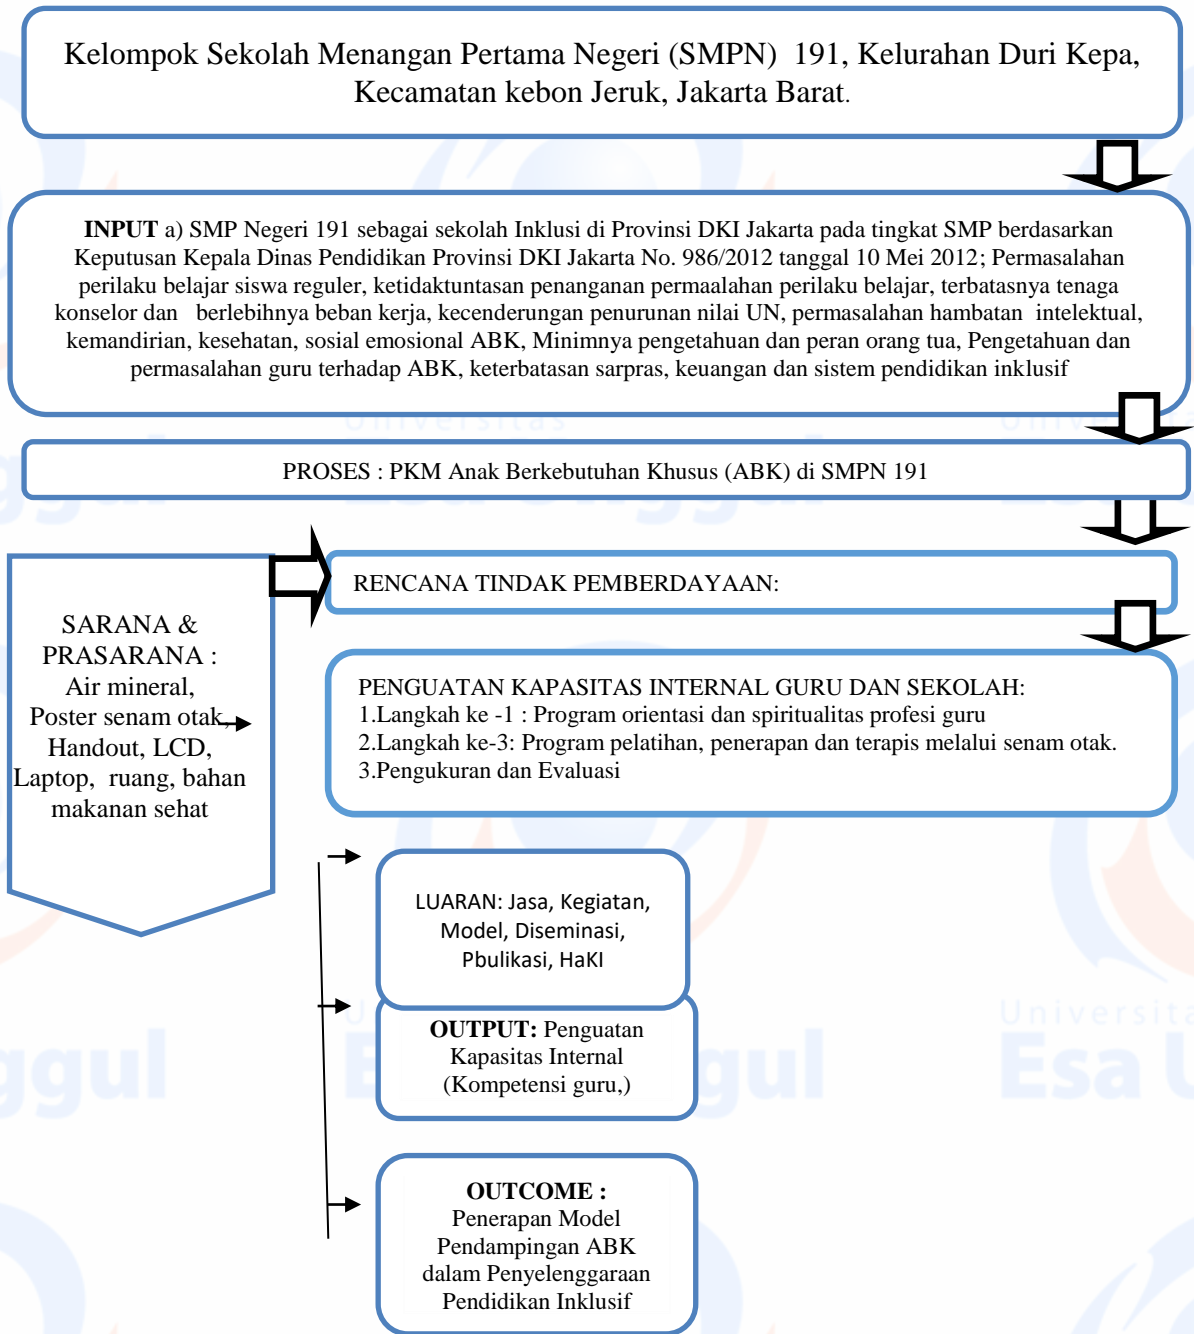 Kelompok Sekolah Menangan Pertama Negeri (SMPN) 191, Kelurahan Duri Kepa,
Kecamatan kebon Jeruk, Jakarta Barat.
INPUT a) SMP Negeri 191 sebagai sekolah Inklusi di Provinsi DKI Jakarta pada tingkat SMP berdasarkan
Keputusan Kepala Dinas Pendidikan Provinsi DKI Jakarta No. 986/2012 tanggal 10 Mei 2012; Permasalahan
perilaku belajar siswa reguler, ketidaktuntasan penanganan permaalahan perilaku belajar, terbatasnya tenaga
konselor dan berlebihnya beban kerja, kecenderungan penurunan nilai UN, permasalahan hambatan intelektual,
kemandirian, kesehatan, sosial emosional ABK, Minimnya pengetahuan dan peran orang tua, Pengetahuan dan
permasalahan guru terhadap ABK, keterbatasan sarpras, keuangan dan sistem pendidikan inklusif
Universitas
PROSES : PKM Anak Berkebutuhan Khusus (ABK) di SMPN 191
SARANA &
PRASARANA :
Air mineral,
Poster senam otak,
Handout, LCD,
Laptop, ruang, bahan
makanan sehat
RENCANA TINDAK PEMBERDAYAAN:
PENGUATAN KAPASITAS INTERNAL GURU DAN SEKOLAH:
1.Langkah ke -1 : Program orientasi dan spiritualitas profesi guru
2.Langkah ke-3: Program pelatihan, penerapan dan terapis melalui senam otak.
3.Pengukuran dan Evaluasi
LUARAN: Jasa, Kegiatan,
Model, Diseminasi,
Pbulikasi, HaKI
OUTPUT: Penguatan
Kapasitas Internal
(Kompetensi guru,)
Universita
ggul
gul
Esa U
OUTCOME :
Penerapan Model
Pendampingan ABK
dalam Penyelenggaraan
Pendidikan Inklusif